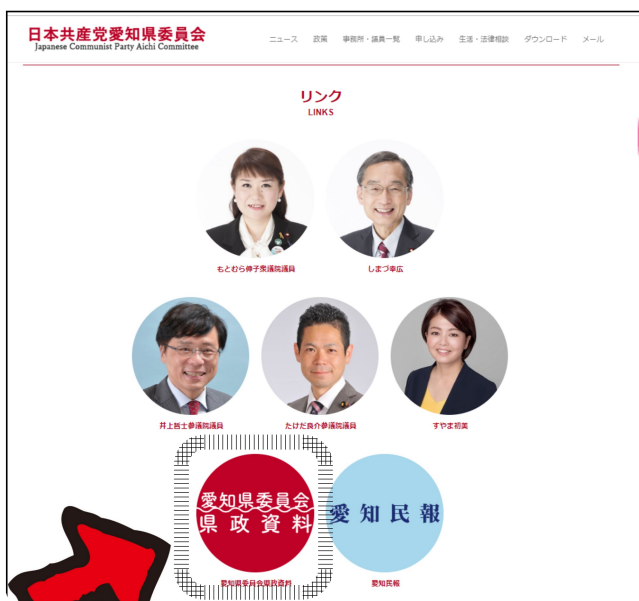 日本共産党愛知県委員会
Japanese Communist Party Aichi Committee
ニュース 政策 事務所・議員一覧 申し込み 生活・法律相談 ダウンロード メール
リンク
LINKS
もとむら伸子衆議院議員 しまづ幸広
井上哲士参議院議員 たけだ良介参議院議員 すやま初美
愛知県委員会
県政資料
愛知民報
愛知県委員会県政資料 愛知民報